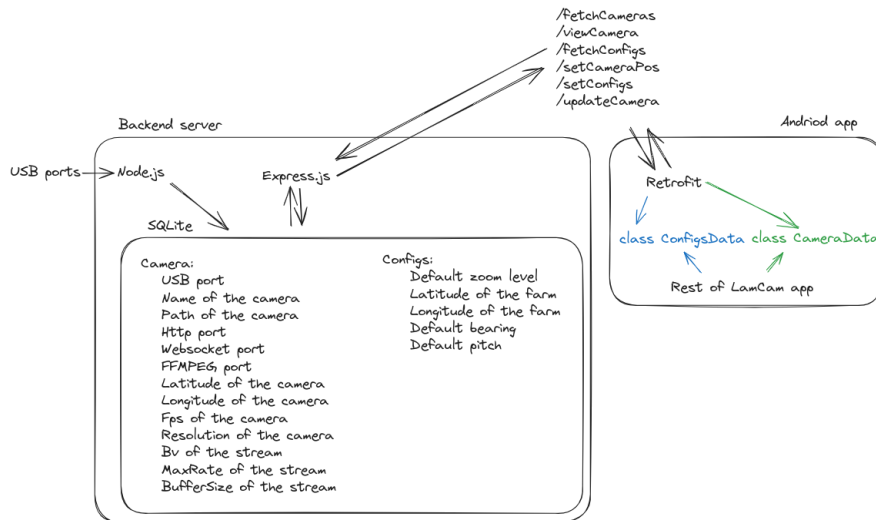 /fetchCameras
/viewCamera
/fetchConfigs
/setCameraPos
/setConfigs
/updateCamera
Backend server
Andriod app
USB ports
Node.js
Express.js
Retrofit
SQLite
class ConfigsData
class CameraData
Rest of LamCam app
Camera:
USB port
Name of the camera
Path of the camera
Http port
Websocket port
FFMPEG port
Latitude of the camera
Longitude of the camera
Fps of the camera
Resolution of the camera
Bv of the stream
MaxRate of the stream
BufferSize of the stream
Configs:
Default zoom level
Latitude of the farm
Longitude of the farm
Default bearing
Default pitch